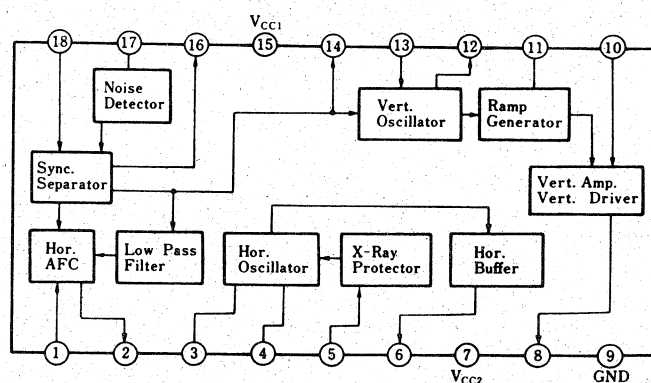 V_CC1
18 17 16 15 14 13 12 11 10
Noise
Detector
Vert.
Oscillator
Ramp
Generator
Sync.
Separator
Vert. Amp.
Vert. Driver
Hor.
AFC
Low Pass
Filter
Hor.
Oscillator
X-Ray
Protector
Hor.
Buffer
1 2 3 4 5 6 7 8 9
V_CC2
GND